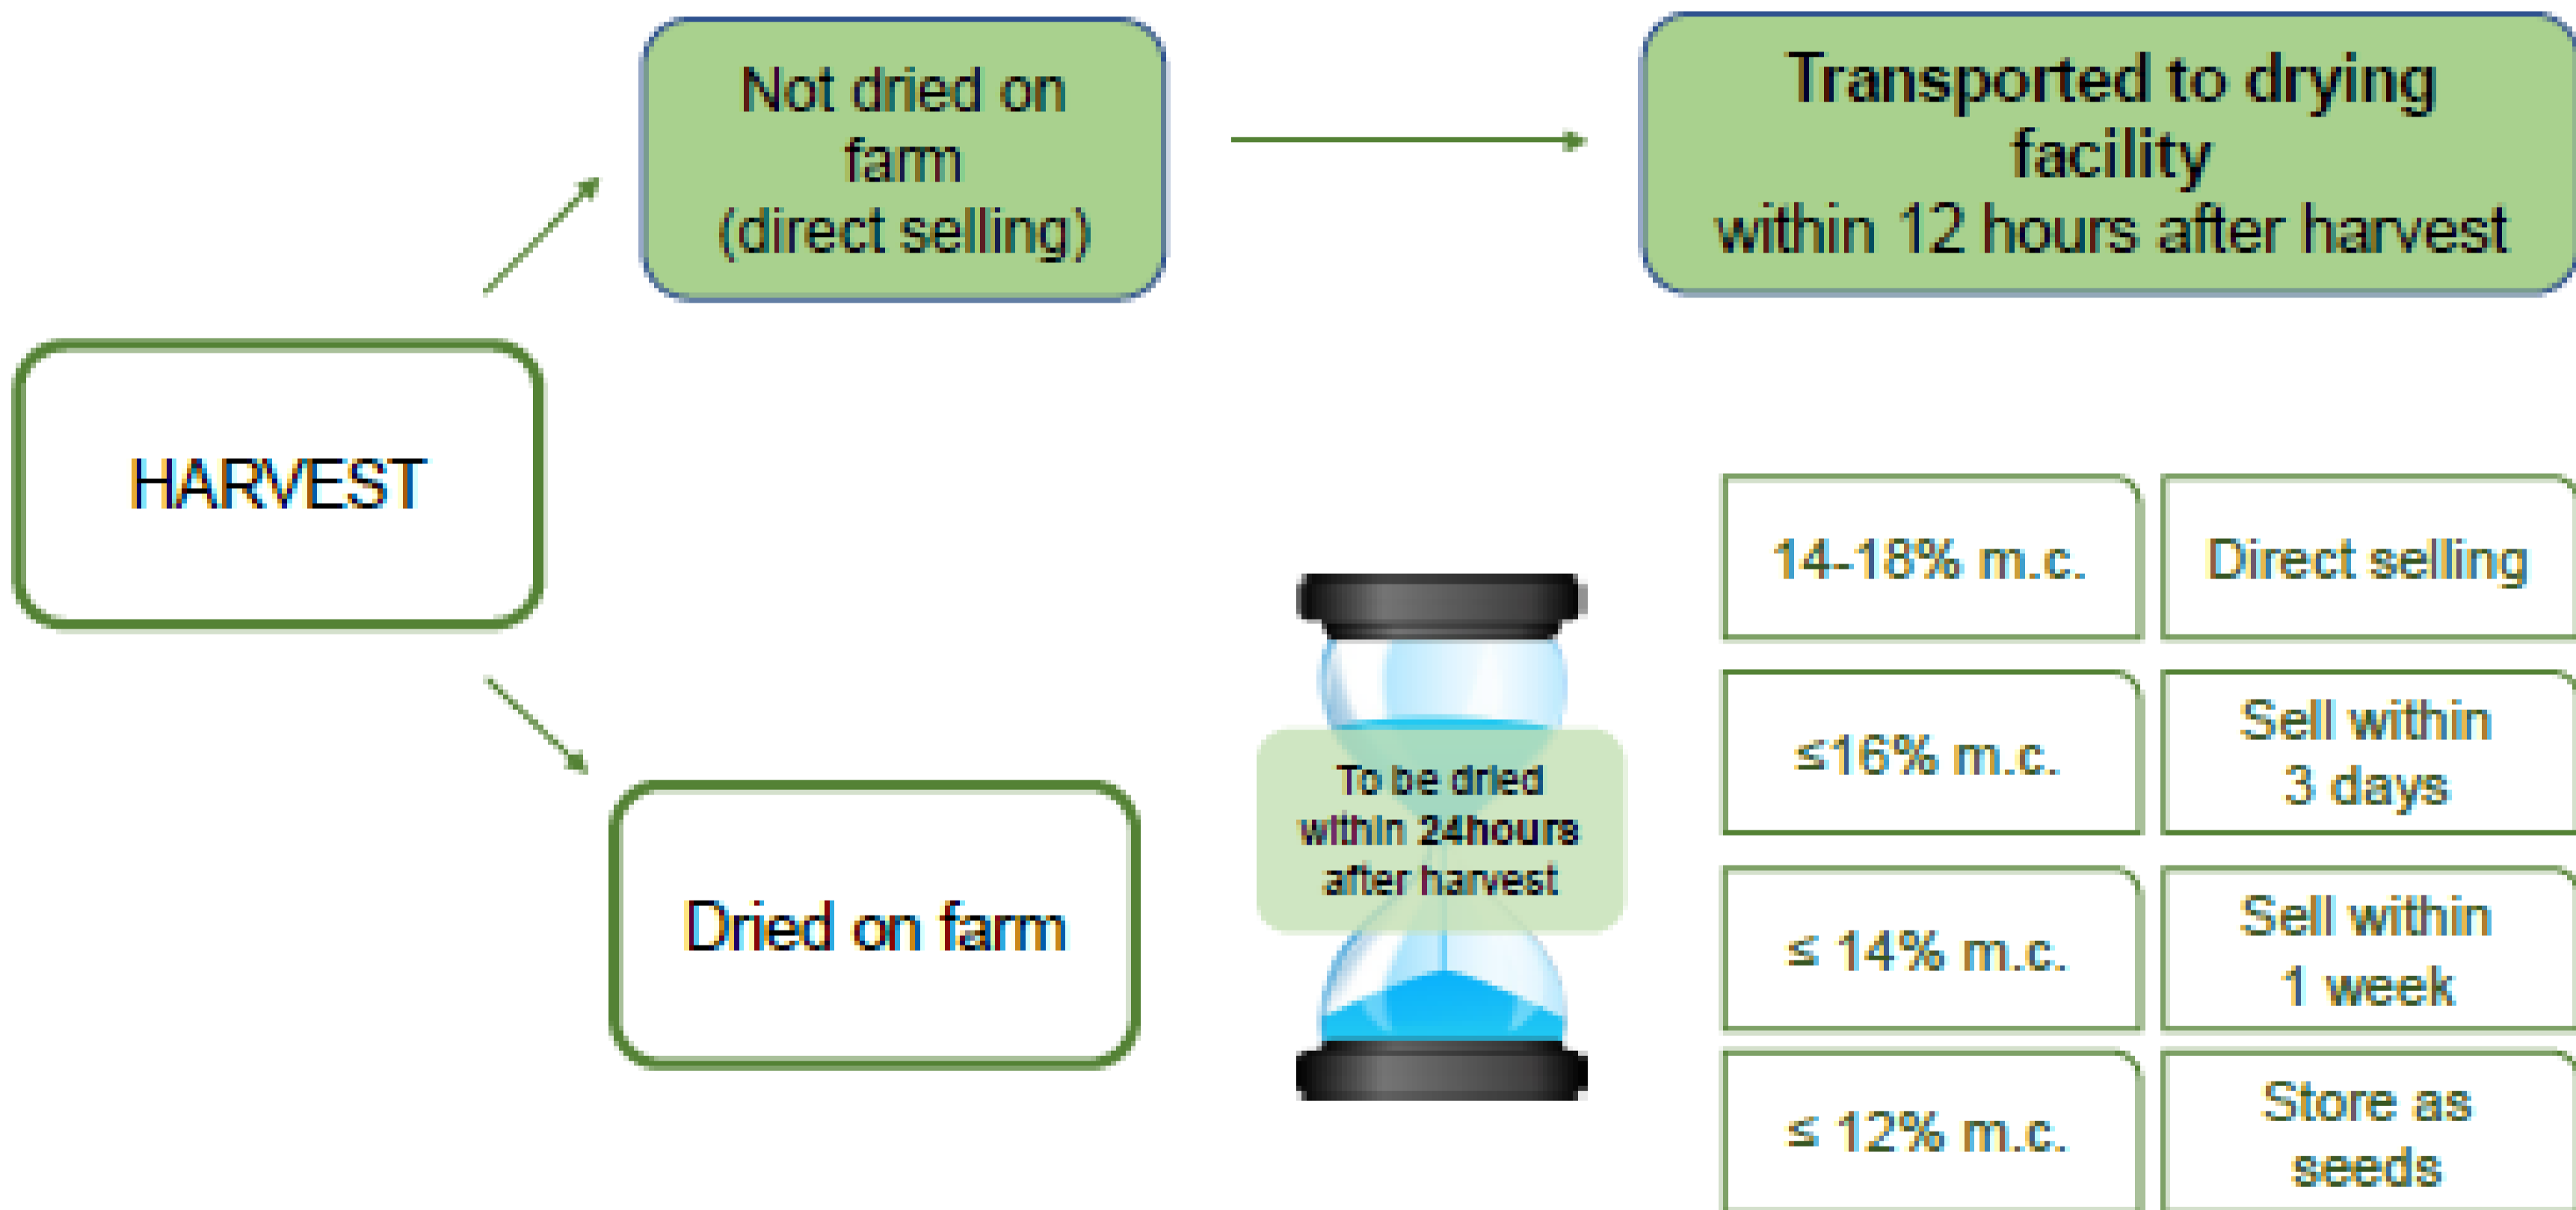 Not dried on
farm
(direct selling)
Transported to drying
facility
within 12 hours after harvest
HARVEST
Dried on farm
To be dried
within 24hours
after harvest
14-18% m.c.
Direct selling
≤16% m.c.
Sell within
3 days
≤ 14% m.c.
Sell within
1 week
≤ 12% m.c.
Store as
seeds